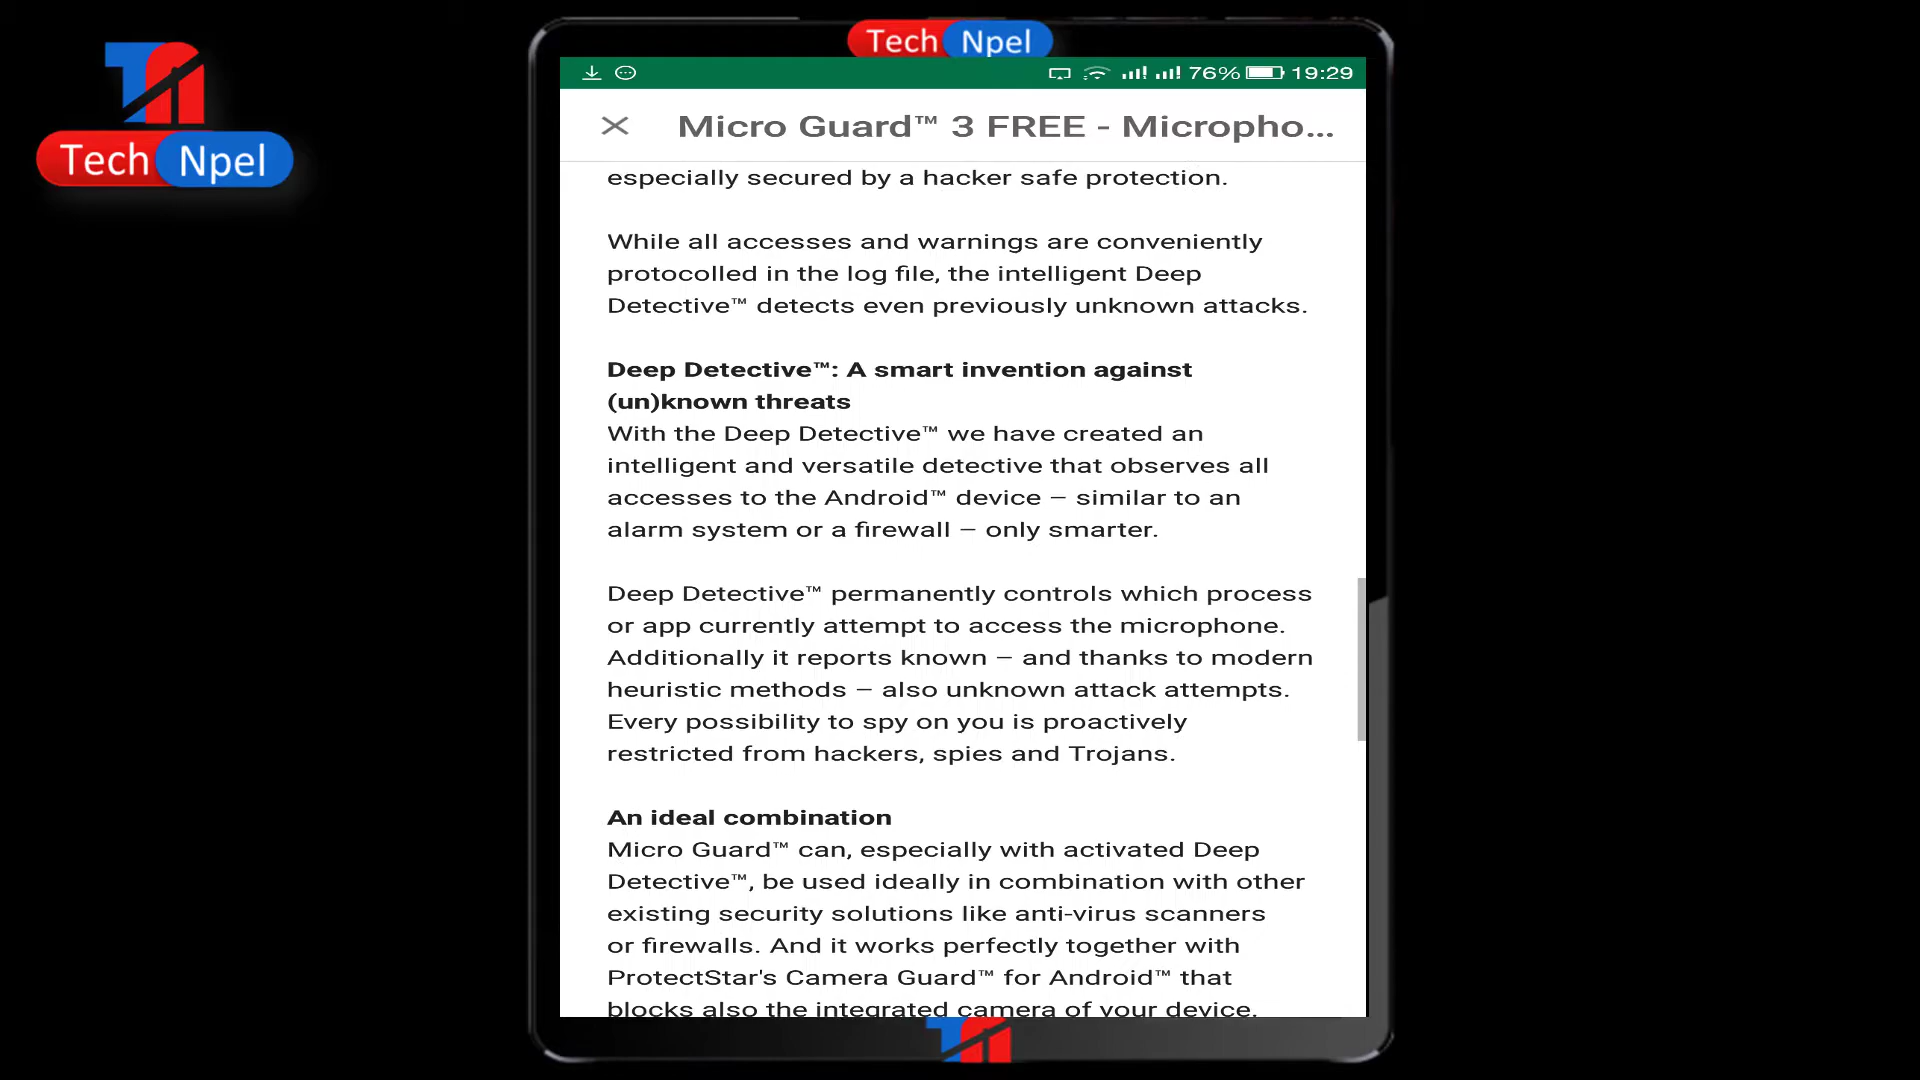 Tech Npel
Tech Npel
76% 19:29
Micro Guard™ 3 FREE - Micropho...
especially secured by a hacker safe protection.
While all accesses and warnings are conveniently
protocolled in the log file, the intelligent Deep
Detective™ detects even previously unknown attacks.
Deep Detective™: A smart invention against
(un)known threats
With the Deep Detective™ we have created an
intelligent and versatile detective that observes all
accesses to the Android™ device – similar to an
alarm system or a firewall – only smarter.
Deep Detective™ permanently controls which process
or app currently attempt to access the microphone.
Additionally it reports known – and thanks to modern
heuristic methods – also unknown attack attempts.
Every possibility to spy on you is proactively
restricted from hackers, spies and Trojans.
An ideal combination
Micro Guard™ can, especially with activated Deep
Detective™, be used ideally in combination with other
existing security solutions like anti-virus scanners
or firewalls. And it works perfectly together with
ProtectStar's Camera Guard™ for Android™ that
blocks also the integrated camera of your device.